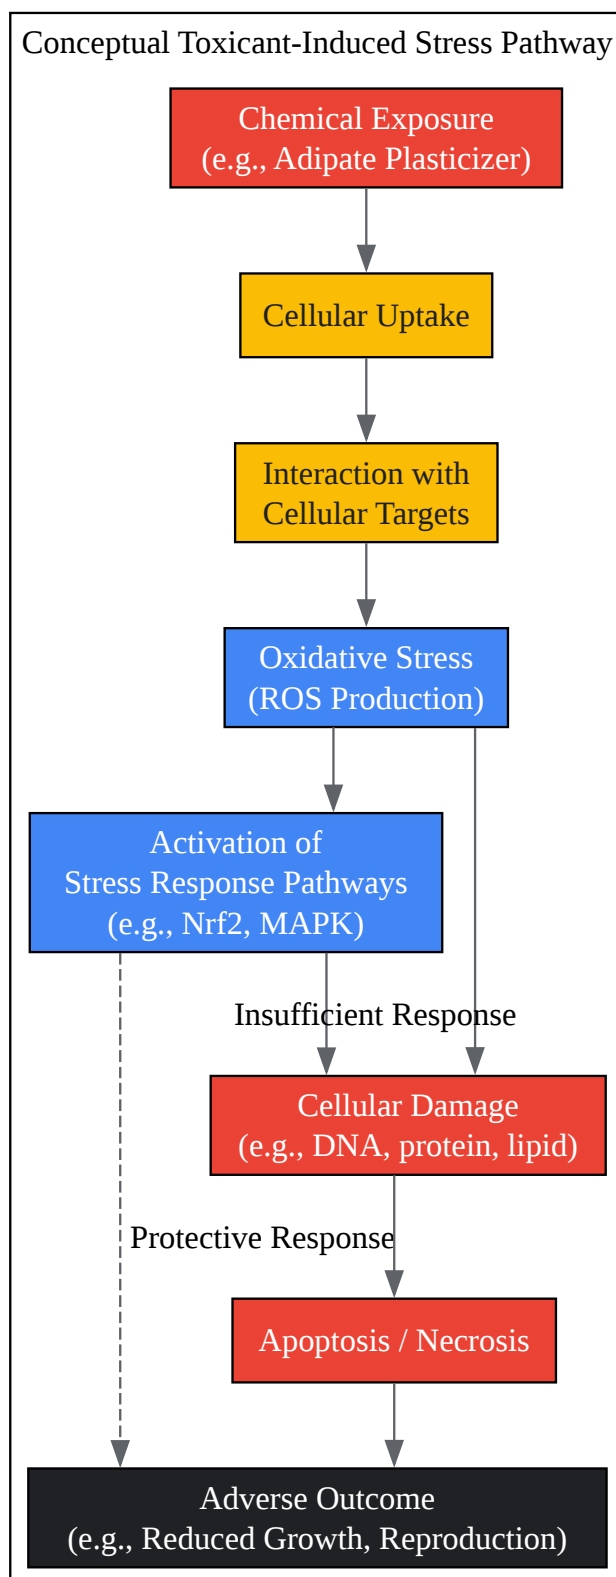 Conceptual Toxicant-Induced Stress Pathway
Chemical Exposure
(e.g., Adipate Plasticizer)
Cellular Uptake
Interaction with
Cellular Targets
Oxidative Stress
(ROS Production)
Activation of
Stress Response Pathways
(e.g., Nrf2, MAPK)
Insufficient Response
Cellular Damage
(e.g., DNA, protein, lipid)
Protective Response
Apoptosis / Necrosis
Adverse Outcome
(e.g., Reduced Growth, Reproduction)